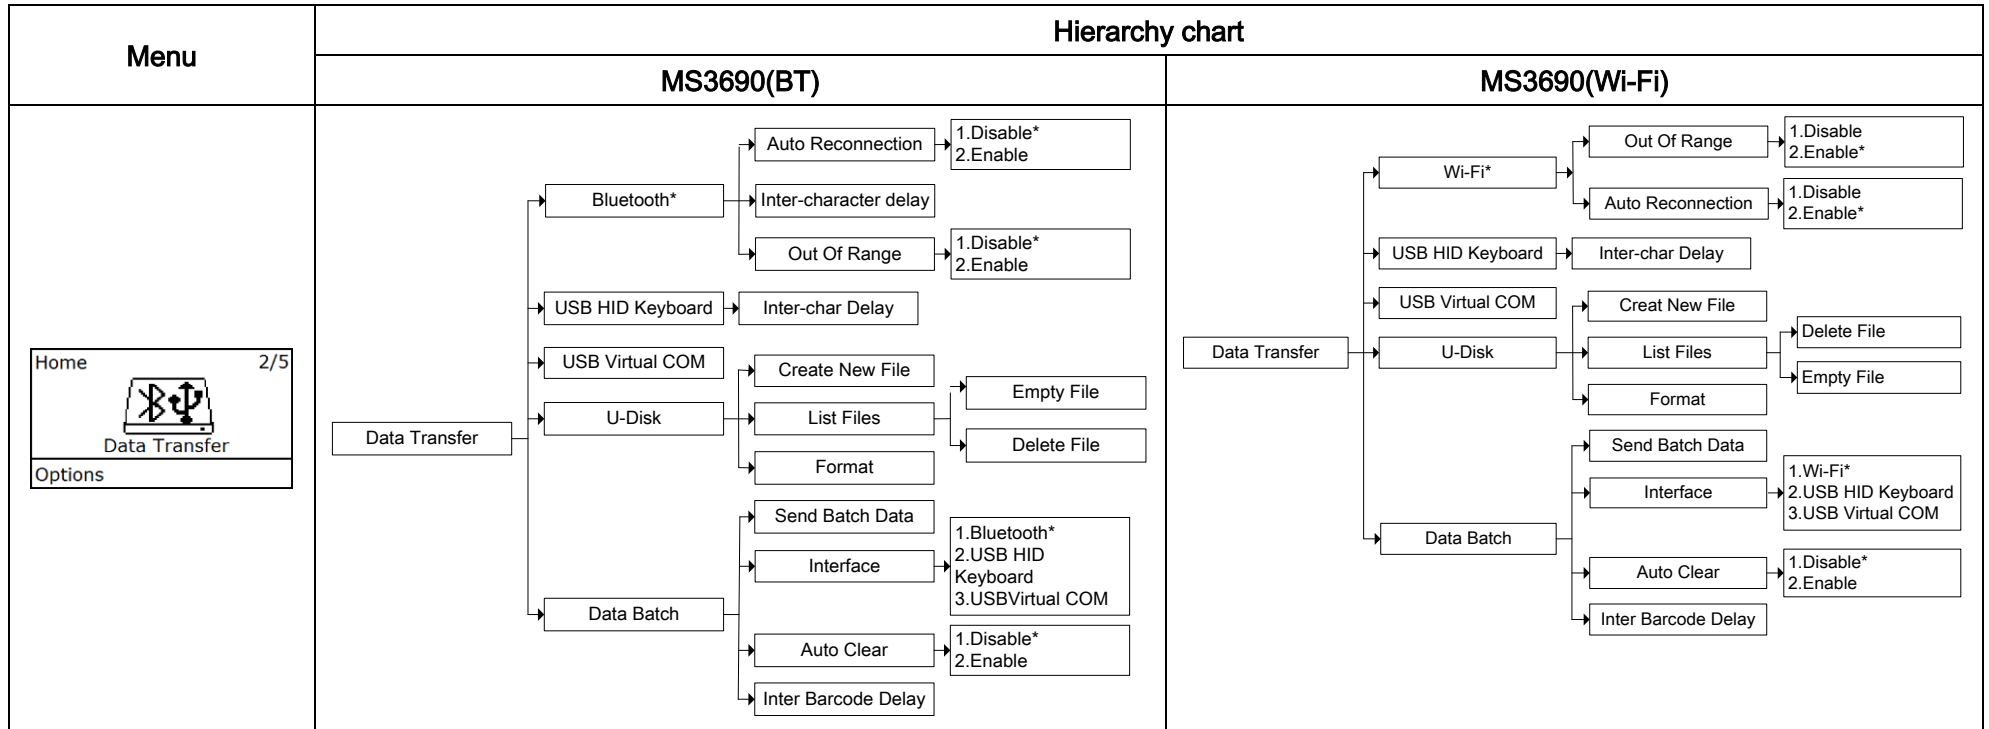 Menu
Hierarchy chart
MS3690(BT)
MS3690(Wi-Fi)
Home 2/5
Data Transfer
Options
Data Transfer
Bluetooth*
Auto Reconnection
1.Disable*
2.Enable
Inter-character delay
Out Of Range
1.Disable*
2.Enable
USB HID Keyboard
Inter-char Delay
USB Virtual COM
U-Disk
Create New File
List Files
Empty File
Delete File
Format
Data Batch
Send Batch Data
Interface
1.Bluetooth*
2.USB HID
Keyboard
3.USBVirtual COM
Auto Clear
1.Disable*
2.Enable
Inter Barcode Delay
Data Transfer
Wi-Fi*
Out Of Range
1.Disable
2.Enable*
Auto Reconnection
1.Disable
2.Enable*
USB HID Keyboard
Inter-char Delay
USB Virtual COM
U-Disk
Creat New File
List Files
Delete File
Empty File
Format
Data Batch
Send Batch Data
Interface
1.Wi-Fi*
2.USB HID Keyboard
3.USB Virtual COM
Auto Clear
1.Disable*
2.Enable
Inter Barcode Delay